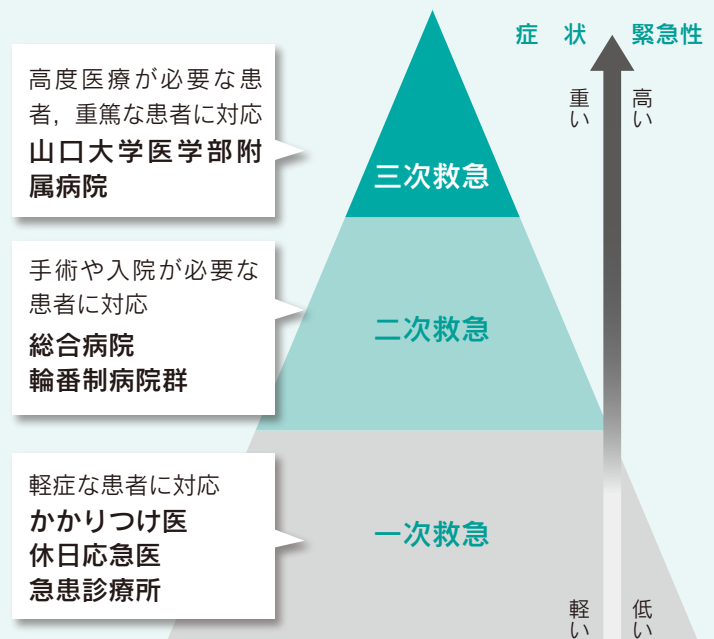 症状 緊急性
重い 高い
高度医療が必要な患
者，重篤な患者に対応
山口大学医学部附
属病院
三次救急
手術や入院が必要な
患者に対応
総合病院
輪番制病院群
二次救急
軽症な患者に対応
かかりつけ医
休日応急医
急患診療所
一次救急
軽い 低い